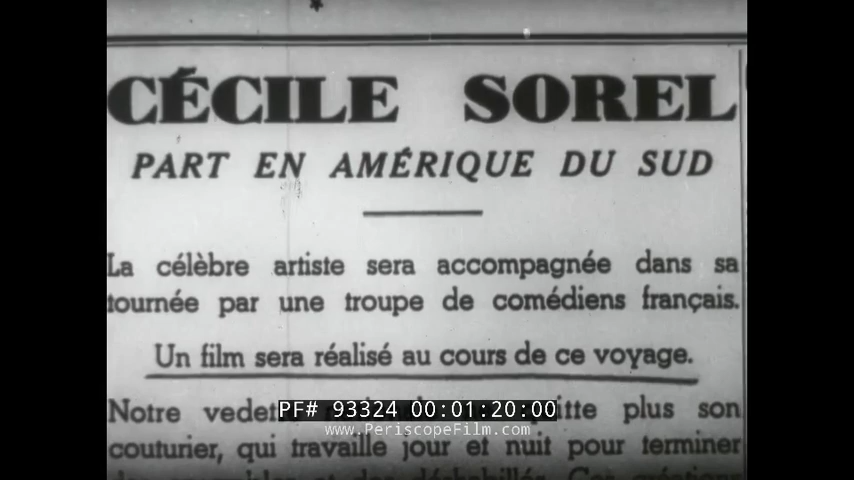 CÉCILE SOREL
PART EN AMÉRIQUE DU SUD
La célèbre artiste sera accompagnée dans sa
tournée par une troupe de comédiens français.
Un film sera réalisé au cours de ce voyage.
Notre plus son
PF# 93324 00:01:20:00
www.PeriscopeFilm.com
couturier, qui travaille jour et nuit pour terminer